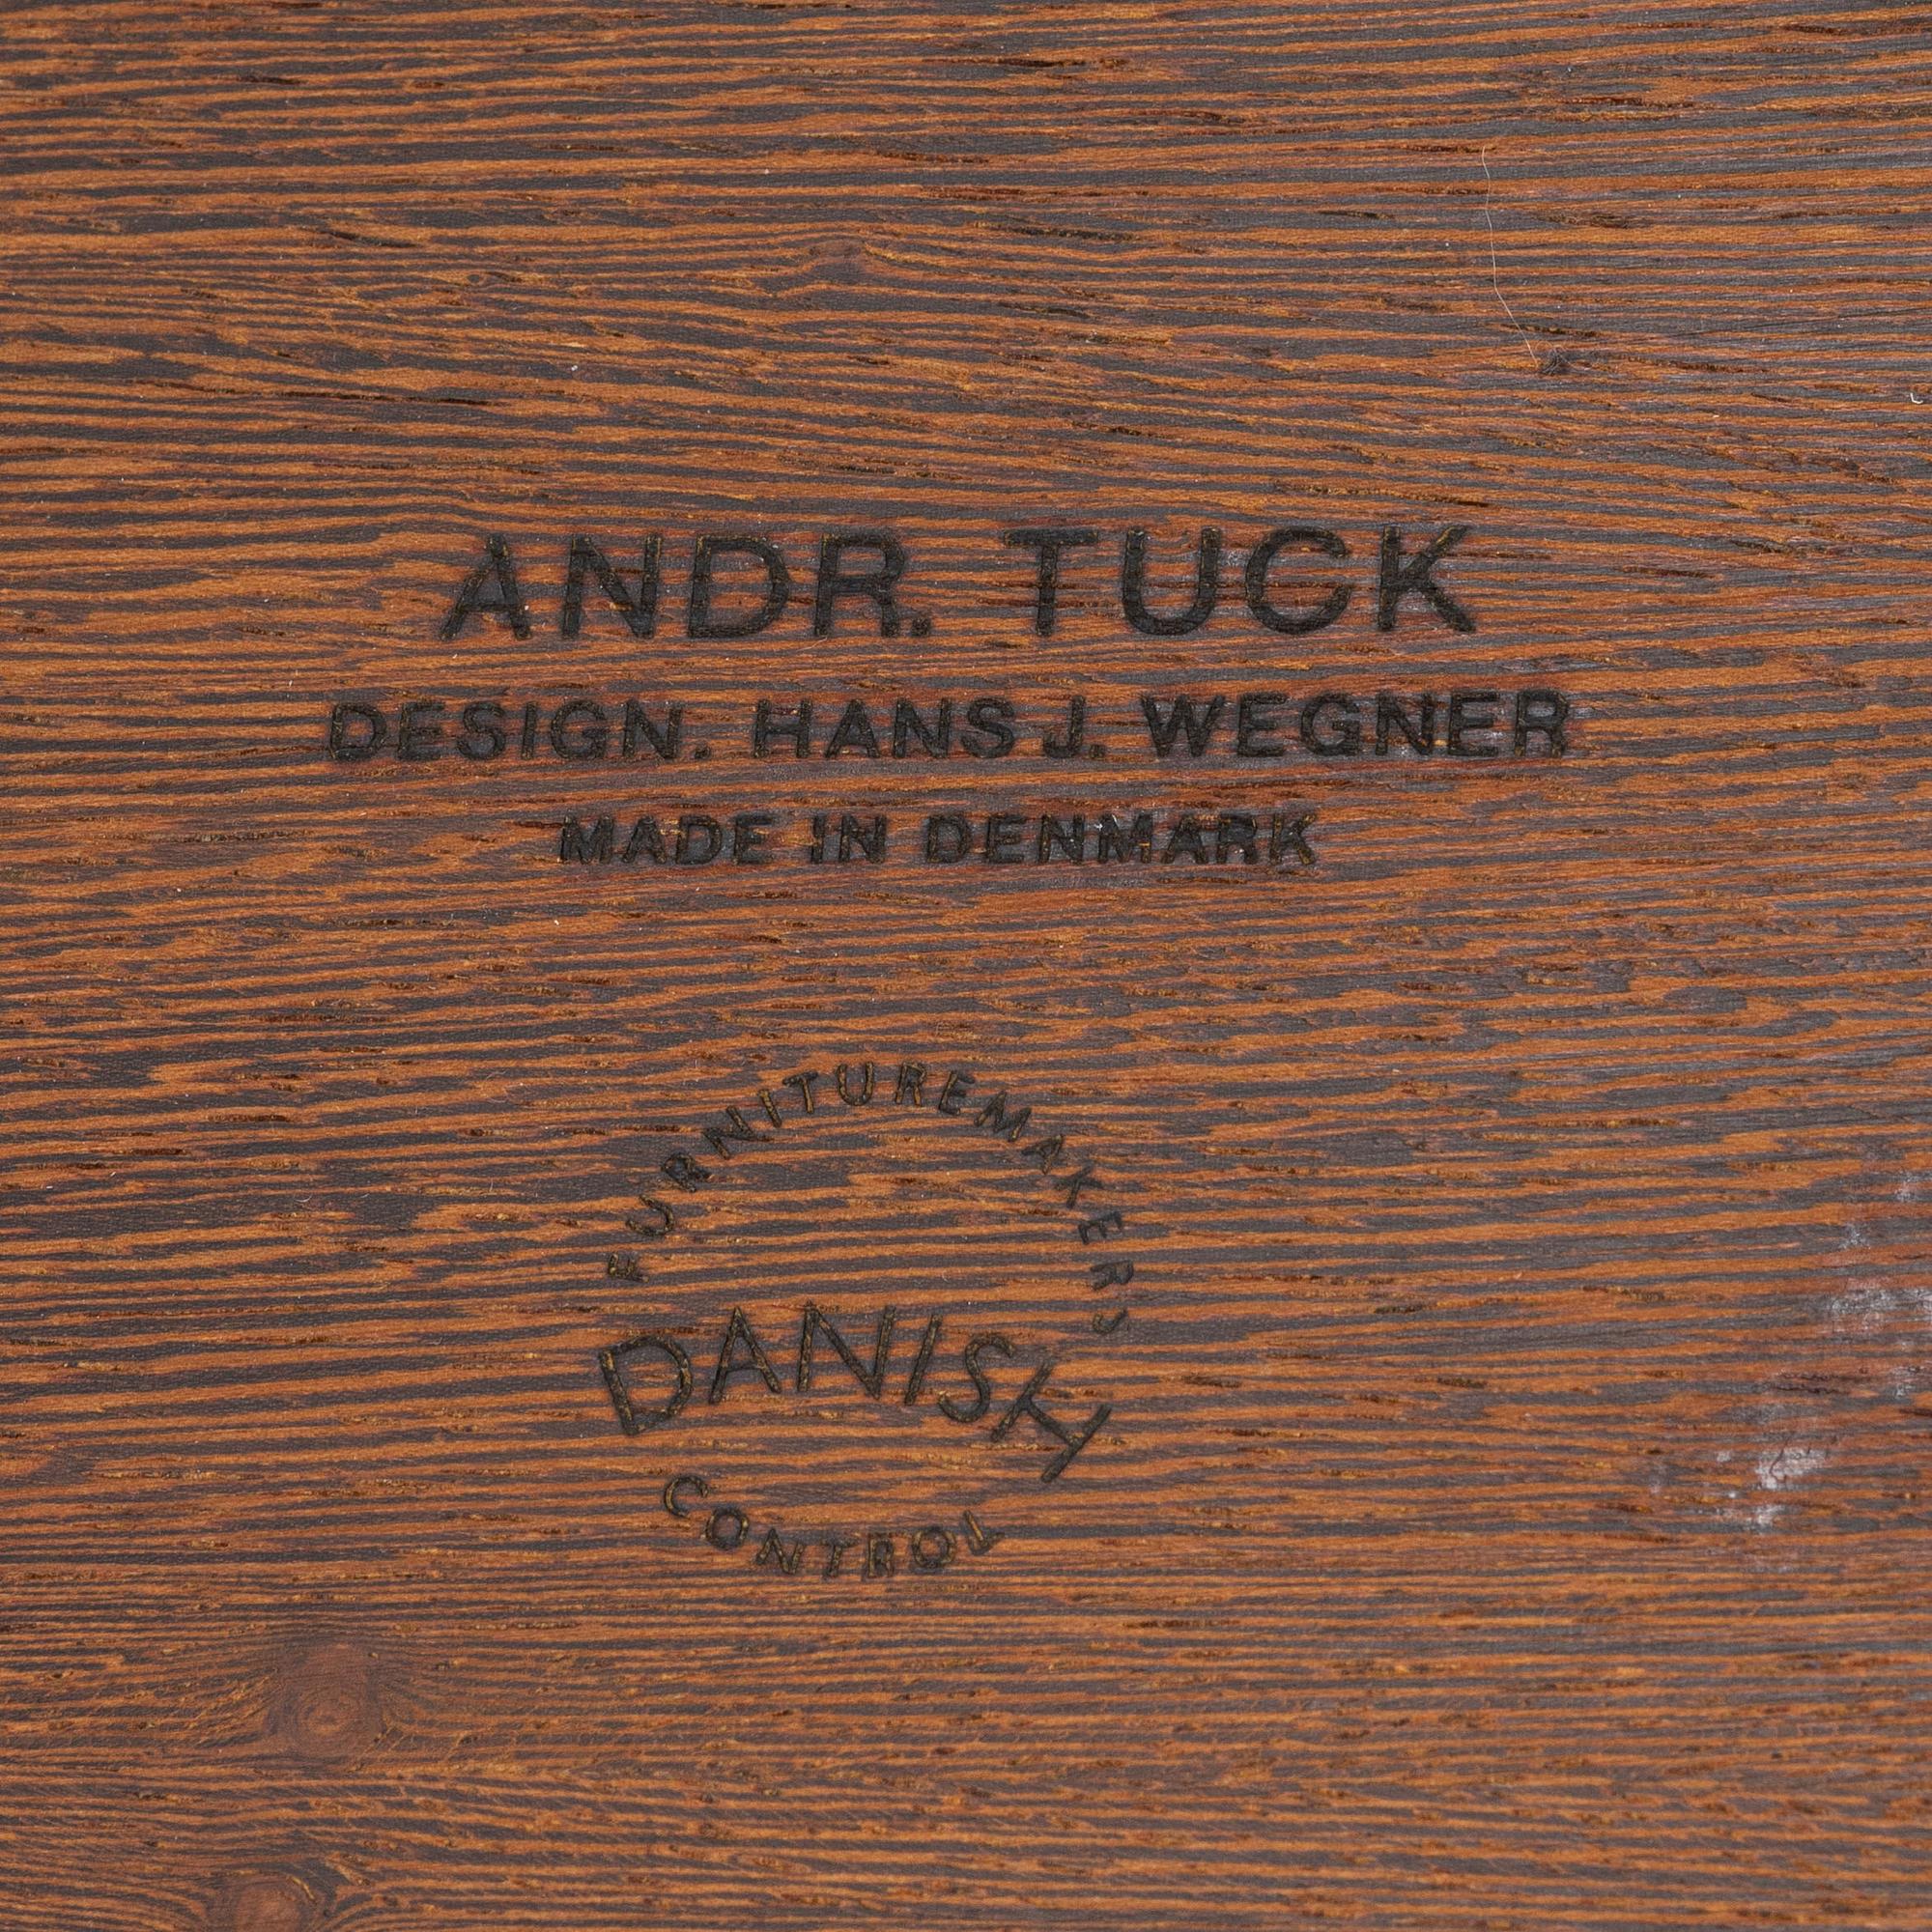 ANDR. TUCK
DESIGN. HANS J. WEGNER
MADE IN DENMARK
FURNITUREMAKERS
DANISH
CONTROL